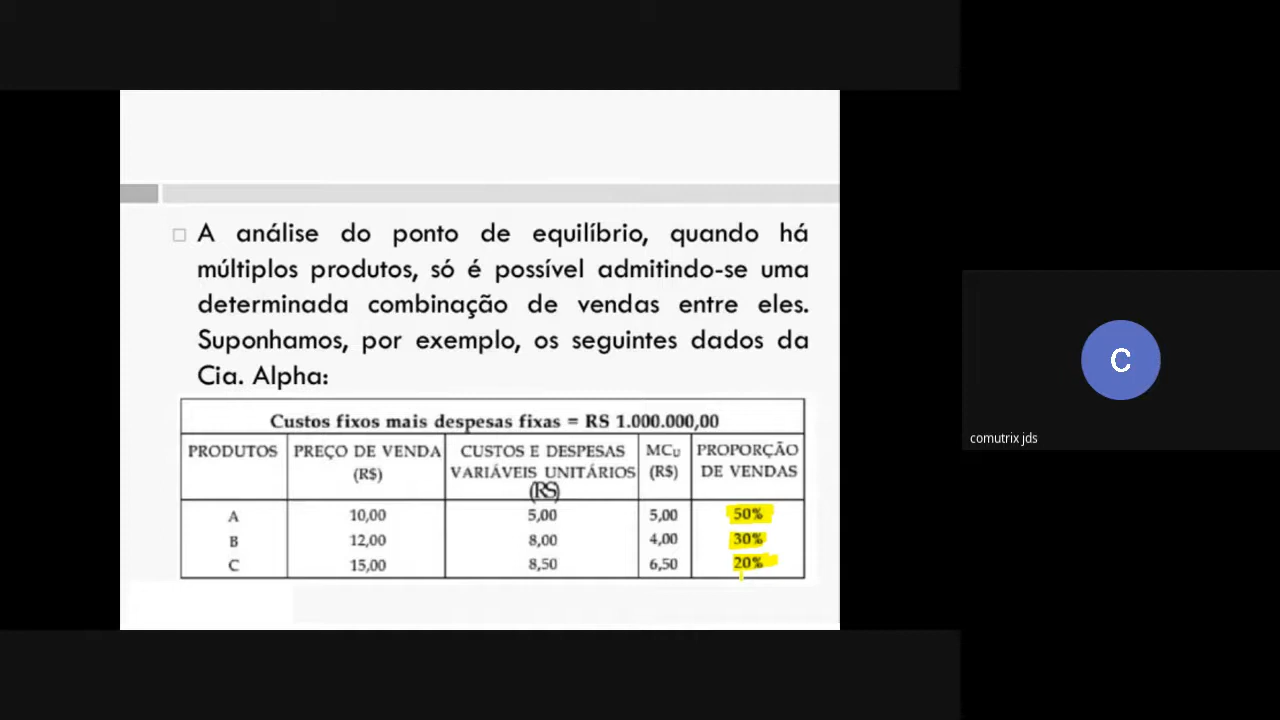 A análise do ponto de equilíbrio, quando há
múltiplos produtos, só é possível admitindo-se uma
determinada combinação de vendas entre eles.
Suponhamos, por exemplo, os seguintes dados da
Cia. Alpha:
Custos fixos mais despesas fixas = RS 1.000.000,00
PRODUTOS PREÇO DE VENDA (R$) CUSTOS E DESPESAS VARIÁVEIS UNITÁRIOS (RS) MCu (R$) PROPORÇÃO DE VENDAS
A 10,00 5,00 5,00 50%
B 12,00 8,00 4,00 30%
C 15,00 8,50 6,50 20%
C
comutrix jds